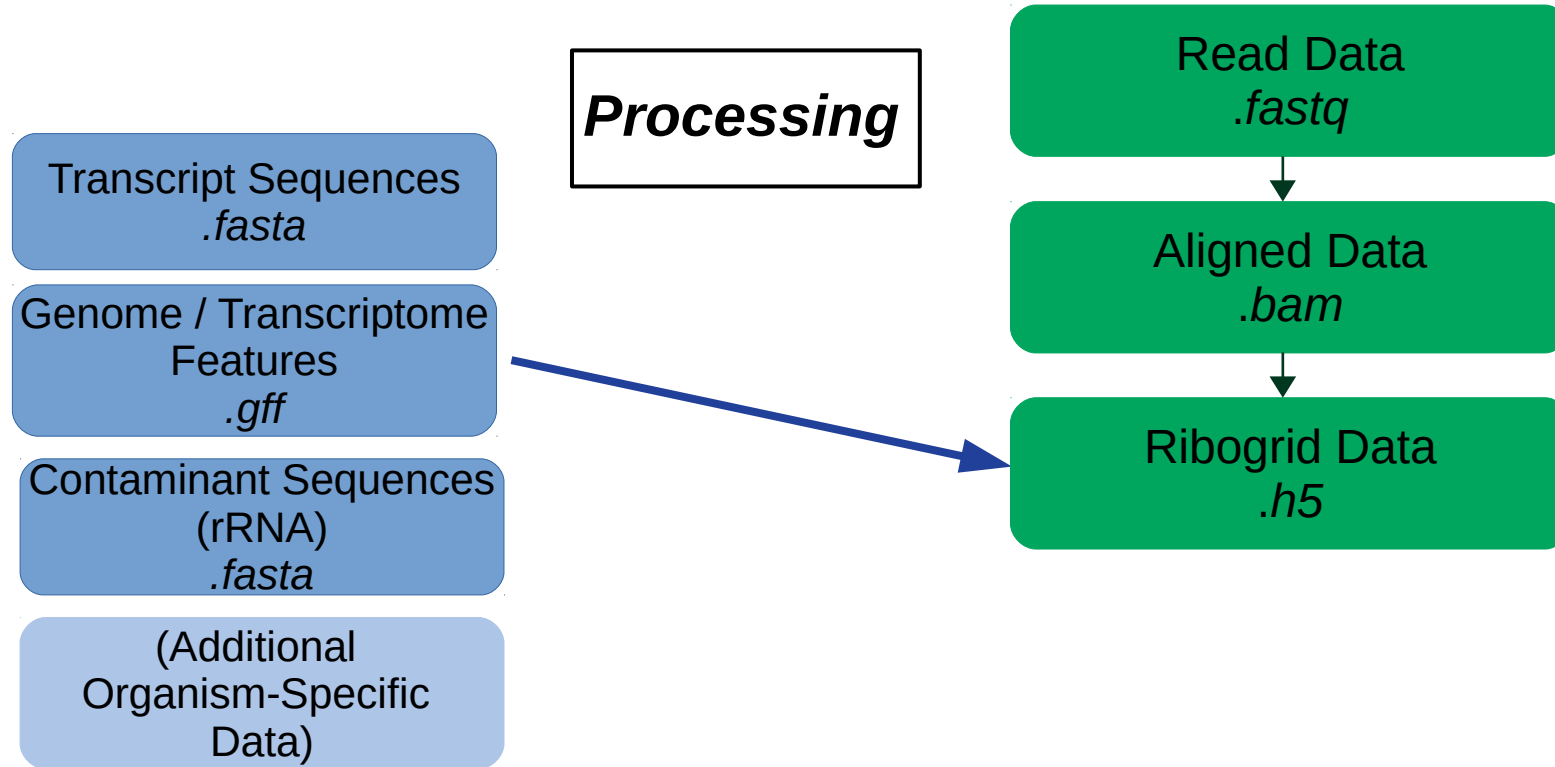 Processing
Transcript Sequences
.fasta
Genome / Transcriptome
Features
.gff
Contaminant Sequences
(rRNA)
.fasta
(Additional
Organism-Specific
Data)
Read Data
.fastq
Aligned Data
.bam
Ribogrid Data
.h5